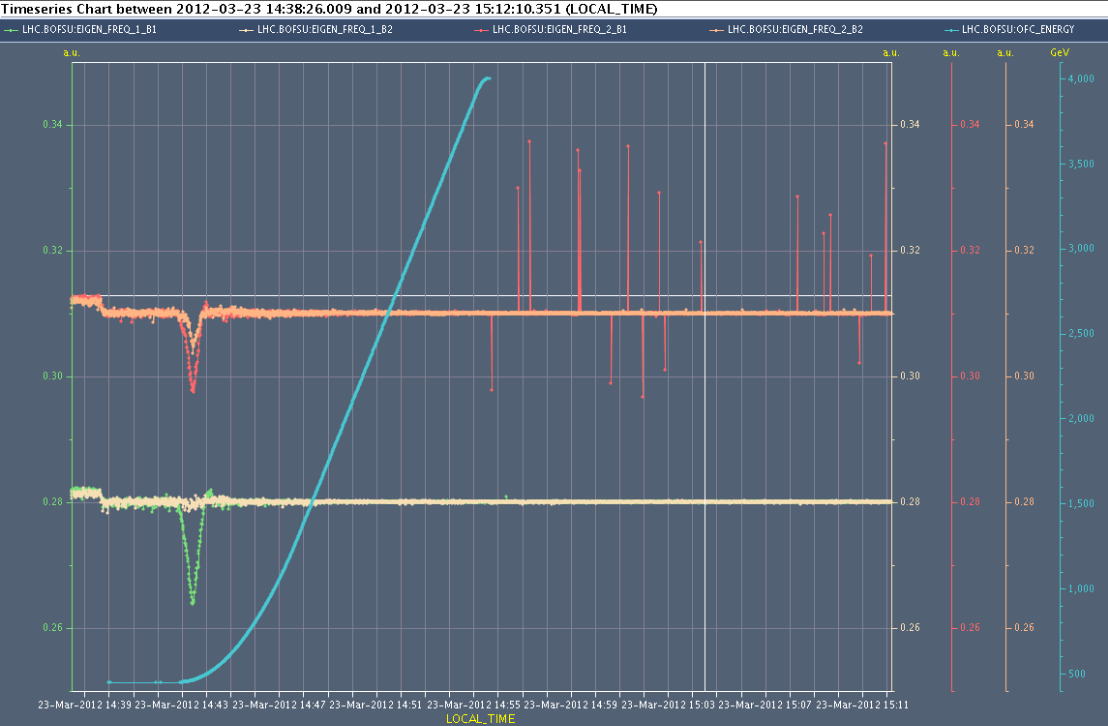 Timeseries Chart between 2012-03-23 14:38:26.009 and 2012-03-23 15:12:10.351 (LOCAL_TIME)
LHC.BOFSU:EIGEN_FREQ_1_B1 LHC.BOFSU:EIGEN_FREQ_1_B2 LHC.BOFSU:EIGEN_FREQ_2_B1 LHC.BOFSU:EIGEN_FREQ_2_B2 LHC.BOFSU:OFC_ENERGY
a.u. a.u. a.u. a.u. GeV
4,000
0.34 0.34 0.34 0.34
3,500
3,000
0.32 0.32 0.32 0.32
2,500
0.30 0.30 0.30 0.30
2,000
0.28 0.28 0.28 0.28
1,500
1,000
0.26 0.26 0.26 0.26
500
23-Mar-2012 14:39 23-Mar-2012 14:43 23-Mar-2012 14:47 23-Mar-2012 14:51 23-Mar-2012 14:55 23-Mar-2012 14:59 23-Mar-2012 15:03 23-Mar-2012 15:07 23-Mar-2012 15:11
LOCAL_TIME